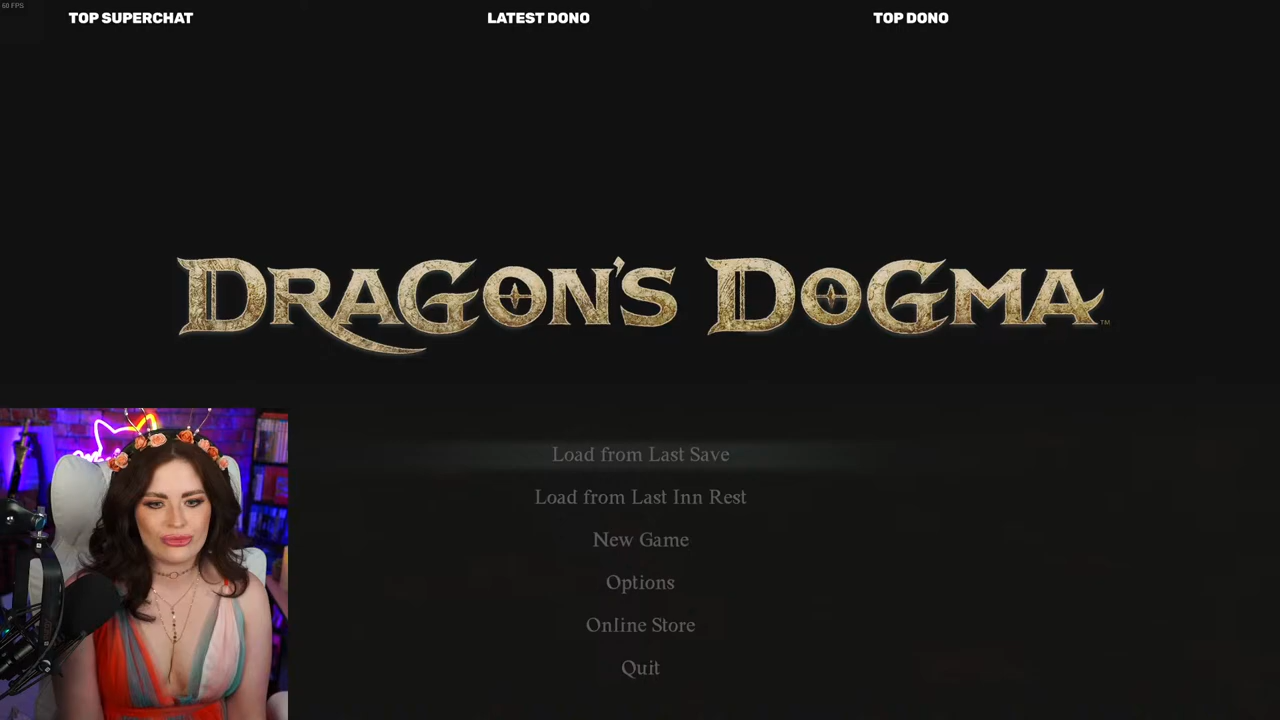 60 FPS
TOP SUPERCHAT
LATEST DONO
TOP DONO
DRAGON'S DOGMA™
Load from Last Save
Load from Last Inn Rest
New Game
Options
Online Store
Quit